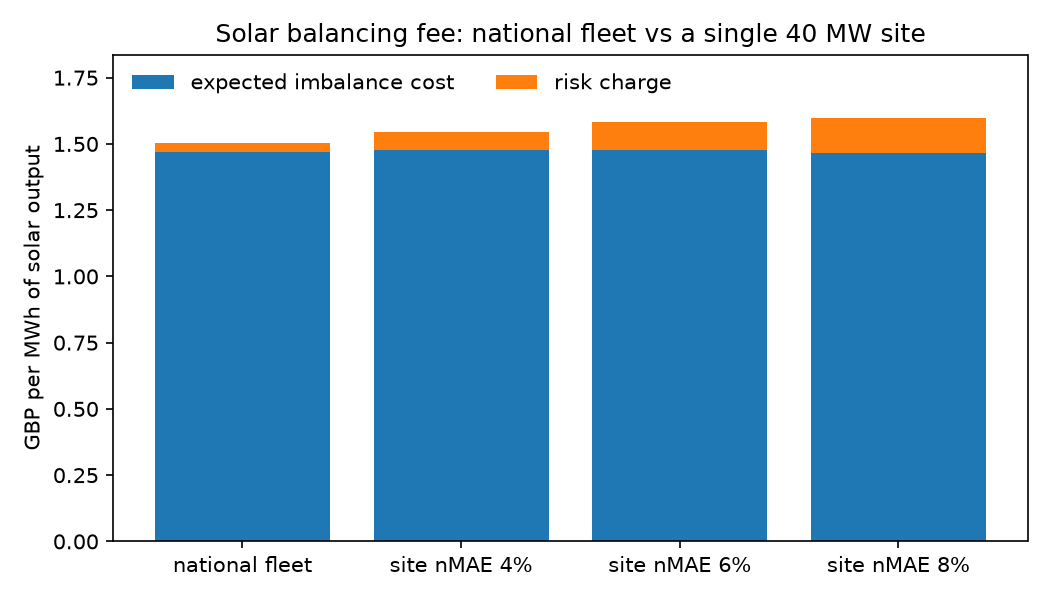 Solar balancing fee: national fleet vs a single 40 MW site
expected imbalance cost
risk charge
GBP per MWh of solar output
1.75
1.50
1.25
1.00
0.75
0.50
0.25
0.00
national fleet
site nMAE 4%
site nMAE 6%
site nMAE 8%